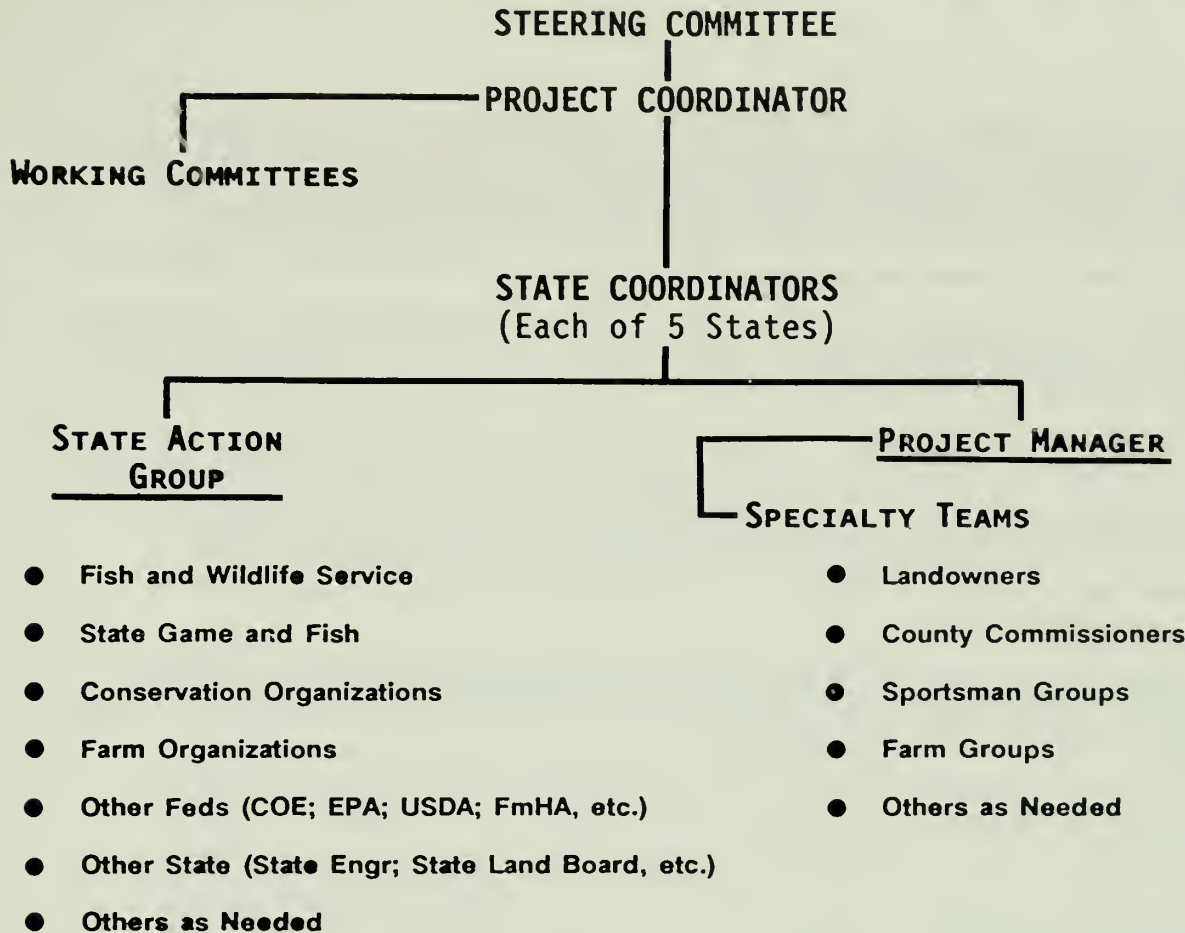 STEERING COMMITTEE
PROJECT COORDINATOR
WORKING COMMITTEES
STATE COORDINATORS
(Each of 5 States)
STATE ACTION
GROUP
PROJECT MANAGER
SPECIALTY TEAMS
● Fish and Wildlife Service
● State Game and Fish
● Conservation Organizations
● Farm Organizations
● Other Feds (COE; EPA; USDA; FmHA, etc.)
● Other State (State Engr; State Land Board, etc.)
● Others as Needed
● Landowners
● County Commissioners
● Sportsman Groups
● Farm Groups
● Others as Needed